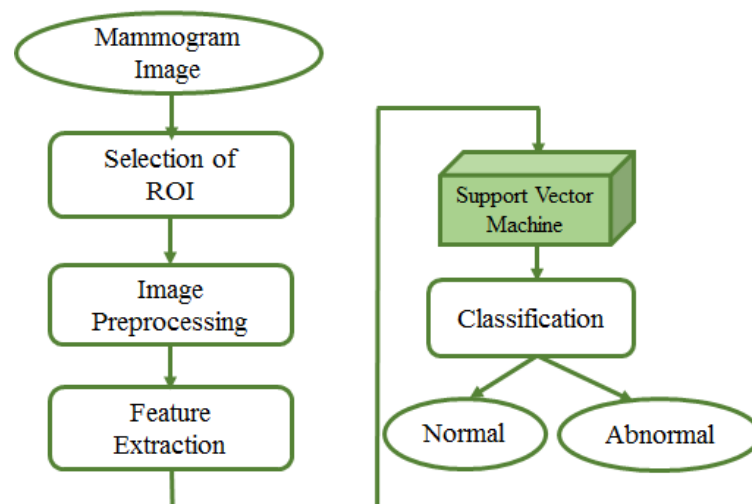 Mammogram
Image
Selection of
ROI
Image
Preprocessing
Feature
Extraction
Support Vector
Machine
Classification
Normal
Abnormal